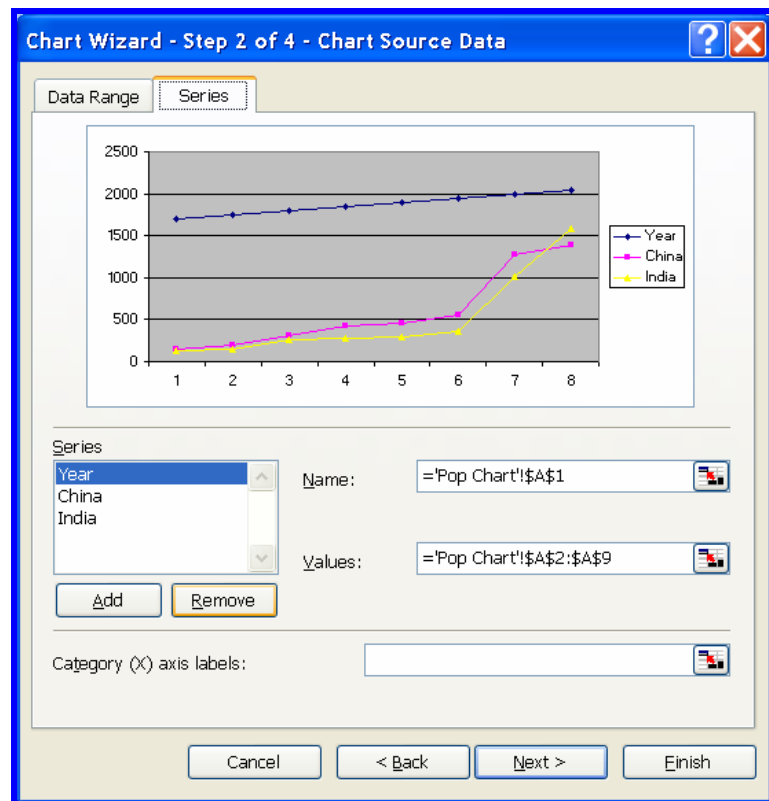 Chart Wizard - Step 2 of 4 - Chart Source Data
Data Range Series
2500
2000
1500
1000
500
0
1 2 3 4 5 6 7 8
Year
China
India
Series
Year
China
India
Name: ='Pop Chart'!$A$1
Values: ='Pop Chart'!$A$2:$A$9
Add Remove
Category (X) axis labels:
Cancel < Back Next > Finish